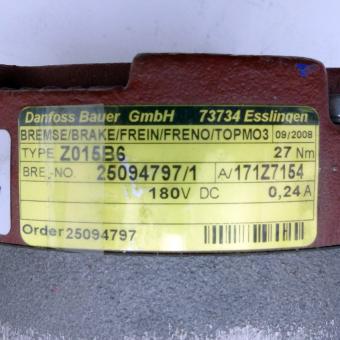 Danfoss Bauer GmbH 73734 Esslingen
BREMSE/BRAKE/FREIN/FRENO/TOPMO3 09/2008
TYPE Z015B6 27 Nm
BRE.-NO. 25094797/1 A/171Z7154
180V DC 0,24A
Order 25094797